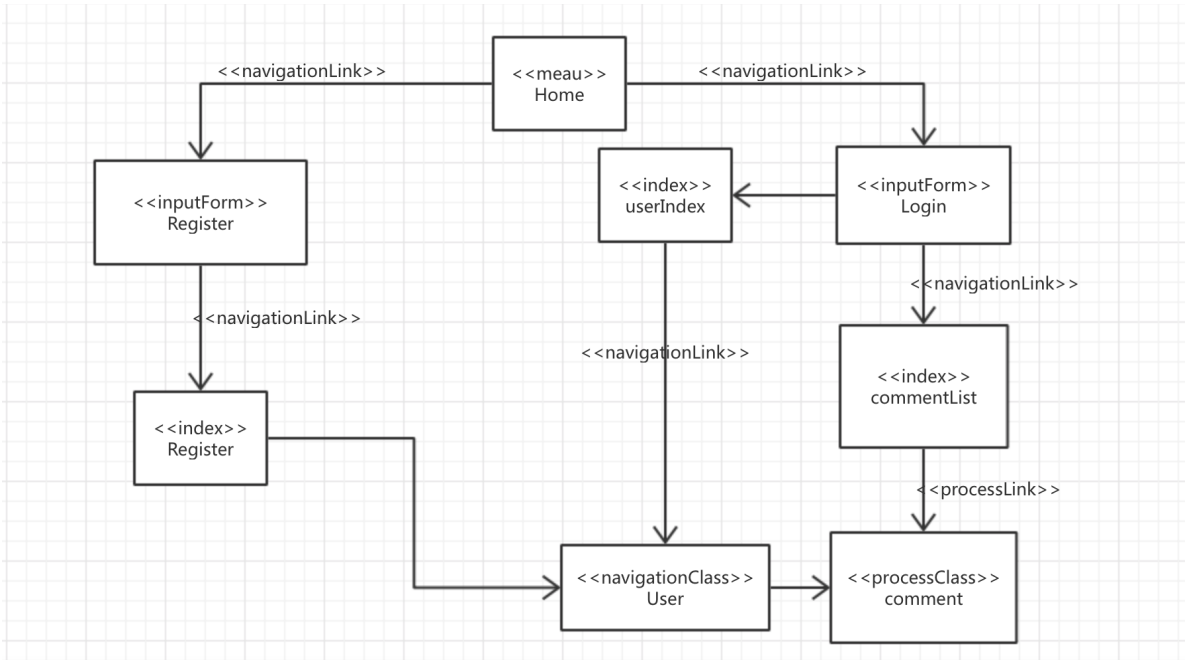 <<navigationLink>>
<<meau>>
Home
<<navigationLink>>
<<inputForm>>
Register
<<index>>
userIndex
<<inputForm>>
Login
<<navigationLink>>
<<navigationLink>>
<<navigationLink>>
<<index>>
commentList
<<index>>
Register
<<processLink>>
<<navigationClass>>
User
<<processClass>>
comment